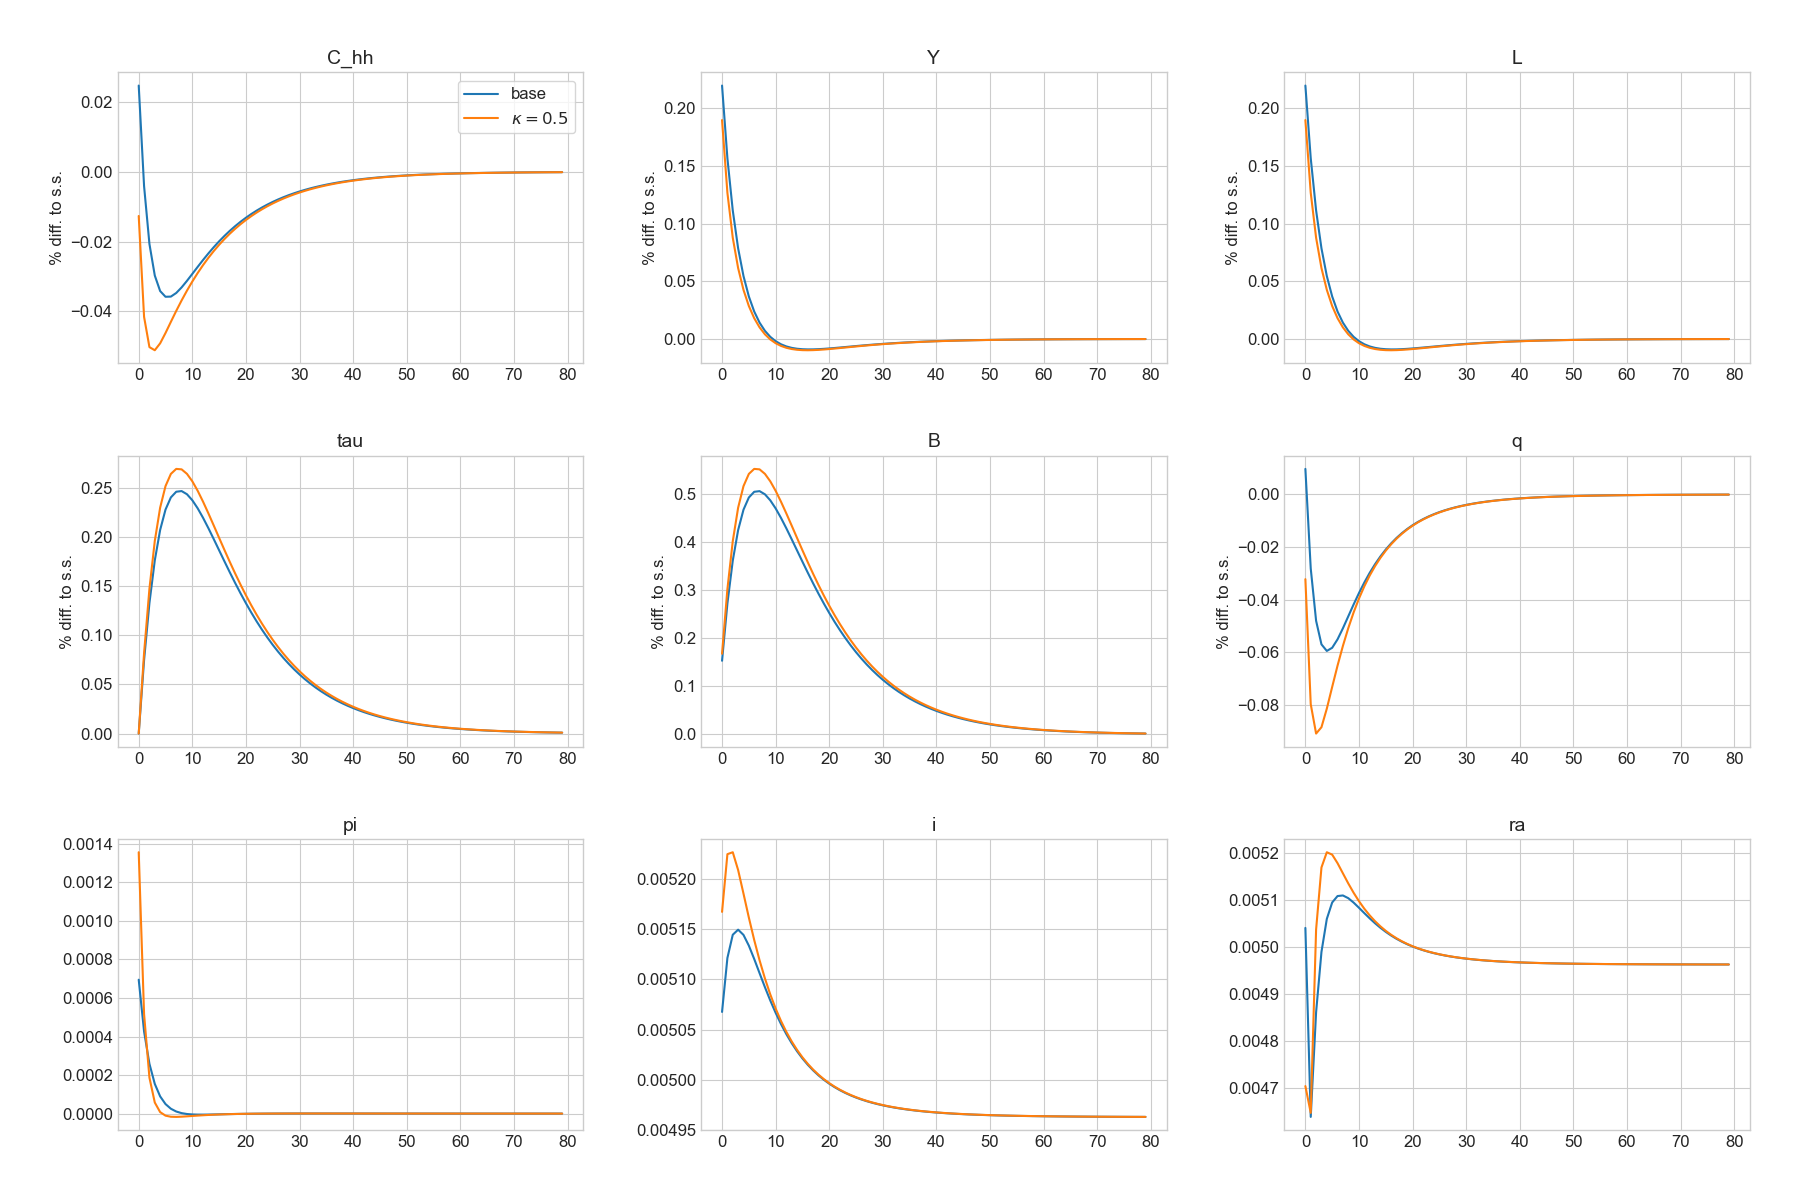 C_hh
Y
L
base
κ = 0.5
% diff. to s.s.
0.02
0.00
−0.02
−0.04
0 10 20 30 40 50 60 70 80
% diff. to s.s.
0.20
0.15
0.10
0.05
0.00
0 10 20 30 40 50 60 70 80
% diff. to s.s.
0.20
0.15
0.10
0.05
0.00
0 10 20 30 40 50 60 70 80
tau
B
q
% diff. to s.s.
0.25
0.20
0.15
0.10
0.05
0.00
0 10 20 30 40 50 60 70 80
% diff. to s.s.
0.5
0.4
0.3
0.2
0.1
0.0
0 10 20 30 40 50 60 70 80
% diff. to s.s.
0.00
−0.02
−0.04
−0.06
−0.08
0 10 20 30 40 50 60 70 80
pi
i
ra
0.0014
0.0012
0.0010
0.0008
0.0006
0.0004
0.0002
0.0000
0 10 20 30 40 50 60 70 80
0.00520
0.00515
0.00510
0.00505
0.00500
0.00495
0 10 20 30 40 50 60 70 80
0.0052
0.0051
0.0050
0.0049
0.0048
0.0047
0 10 20 30 40 50 60 70 80